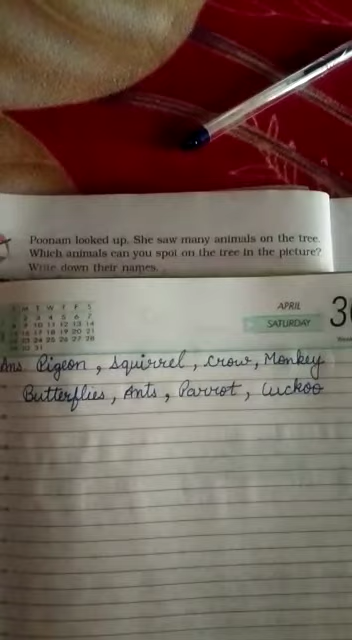 Poonam looked up. She saw many animals on the tree.
Which animals can you spot on the tree in the picture?
Write down their names.
APRIL
SATURDAY
30
Ans. Pigeon, Squirrel, Crow, Monkey
Butterflies, Ants, Parrot, Cuckoo